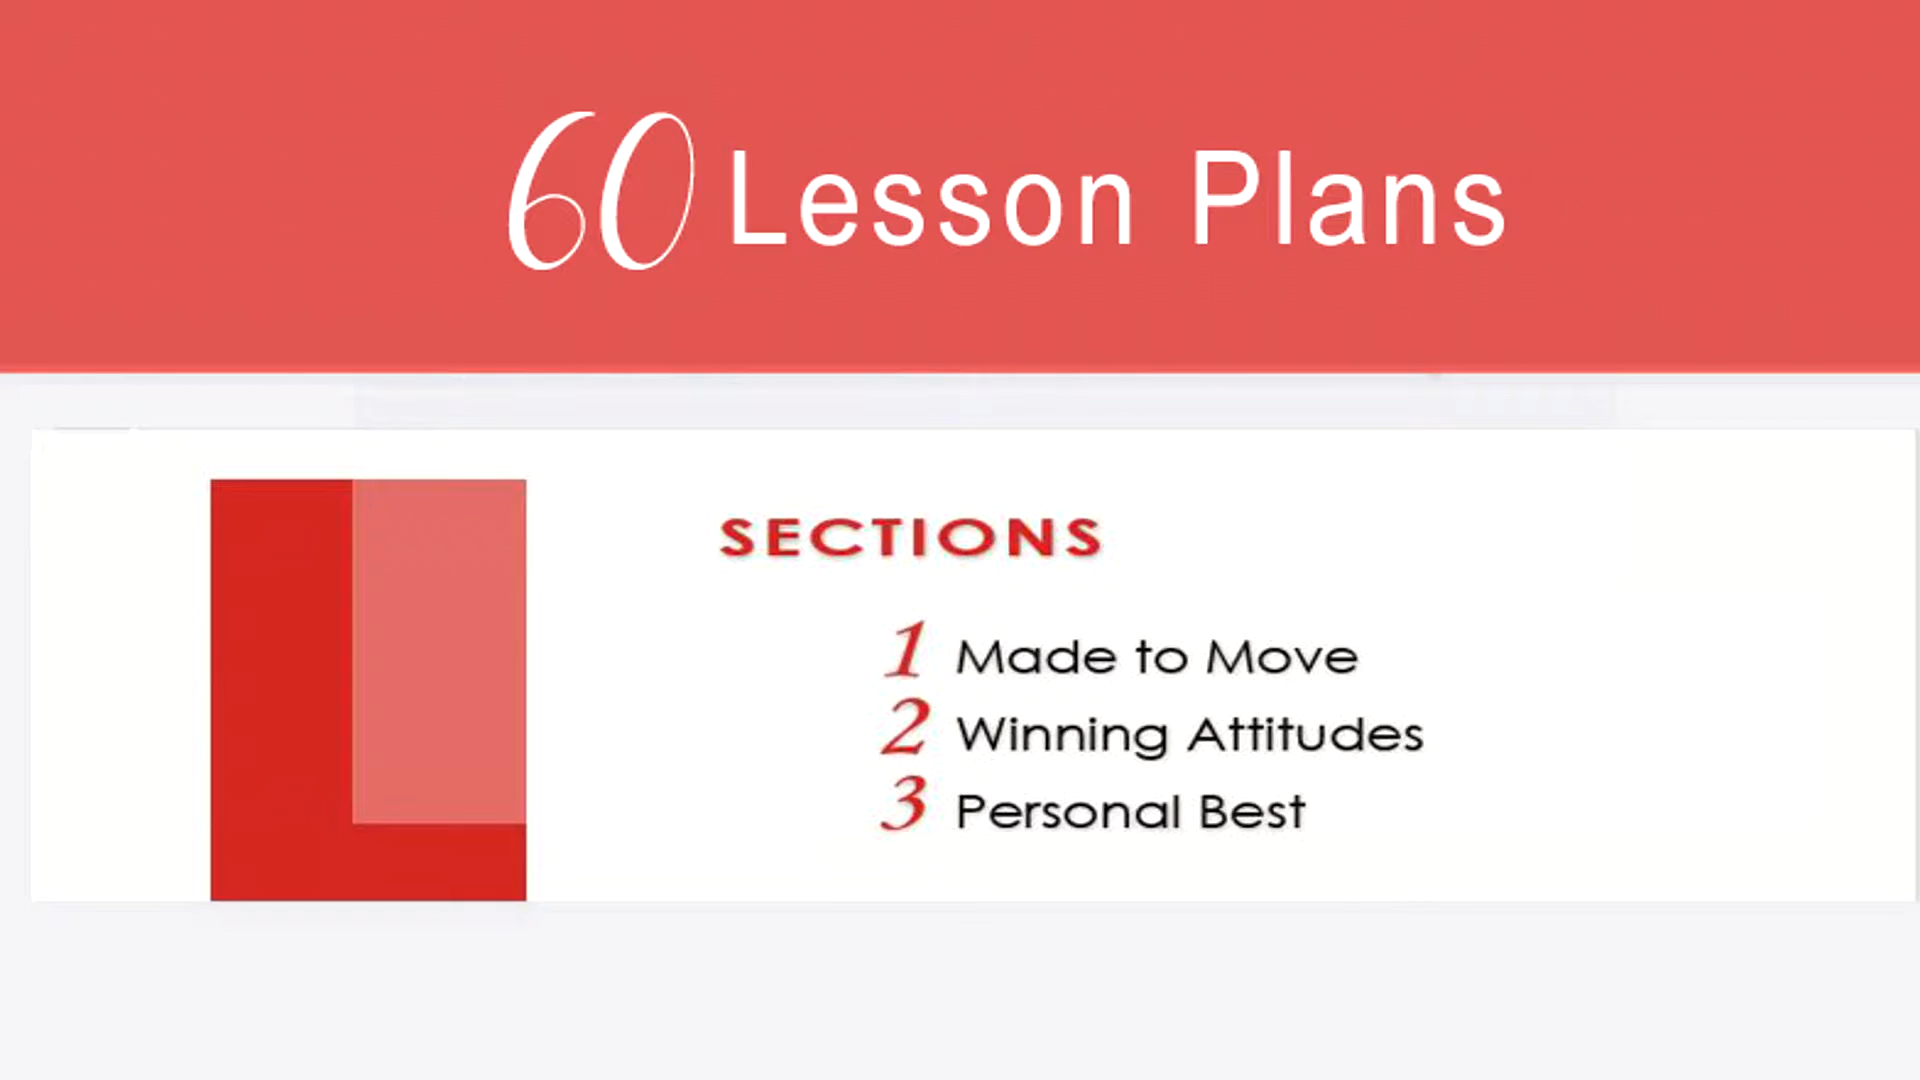 60 Lesson Plans
SECTIONS
1 Made to Move
2 Winning Attitudes
3 Personal Best